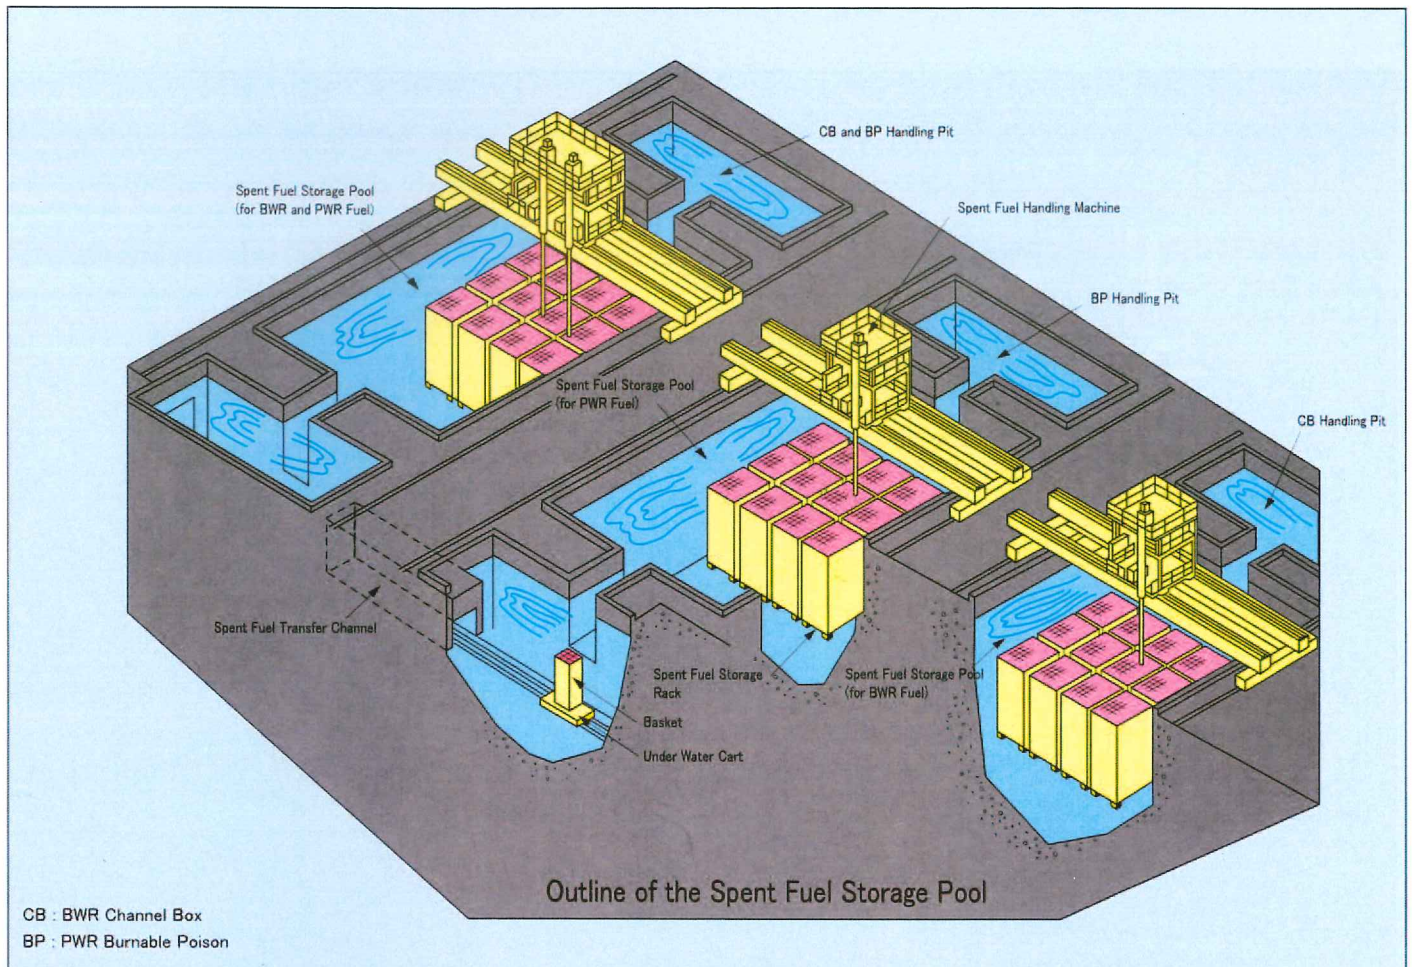 CB and BP Handling Pit
Spent Fuel Storage Pool
(for BWR and PWR Fuel)
Spent Fuel Handling Machine
BP Handling Pit
Spent Fuel Storage Pool
(for PWR Fuel)
CB Handling Pit
Spent Fuel Transfer Channel
Spent Fuel Storage
Rack
Spent Fuel Storage Pool
(for BWR Fuel)
Basket
Under Water Cart
Outline of the Spent Fuel Storage Pool
CB : BWR Channel Box
BP : PWR Burnable Poison